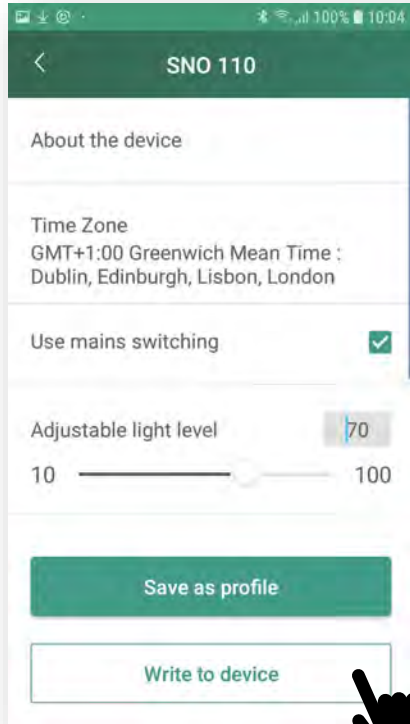 100% 10:04
SNO 110
About the device
Time Zone
GMT+1:00 Greenwich Mean Time :
Dublin, Edinburgh, Lisbon, London
Use mains switching
Adjustable light level 70
10 100
Save as profile
Write to device